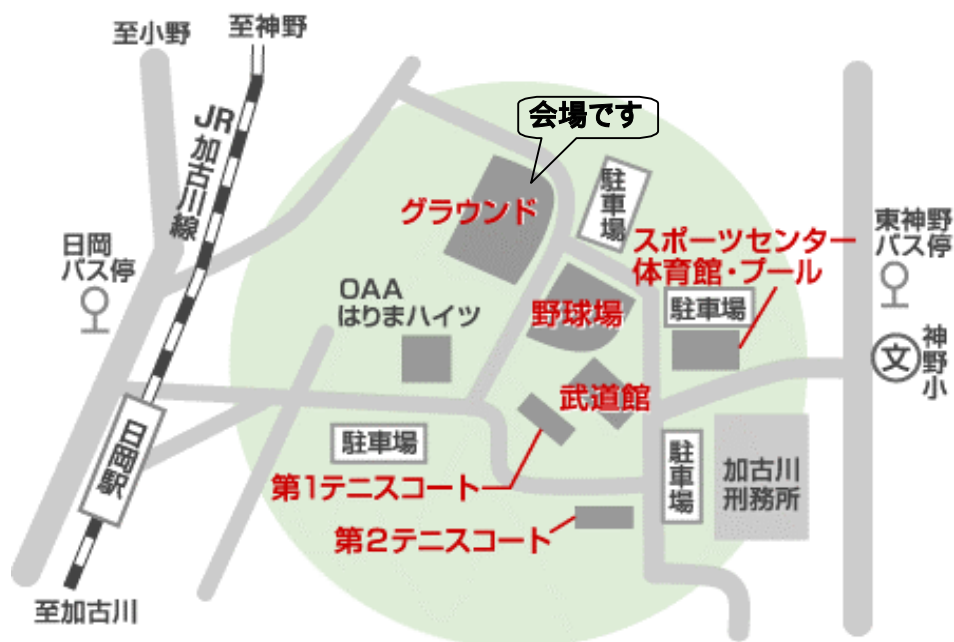 至小野
至神野
JR加古川線
会場です
グラウンド
駐車場
スポーツセンター
体育館・プール
東神野
バス停
日岡
バス停
OAA
はりまハイツ
野球場
駐車場
文
神野小
武道館
日岡駅
駐車場
第1テニスコート
駐車場
加古川
刑務所
第2テニスコート
至加古川